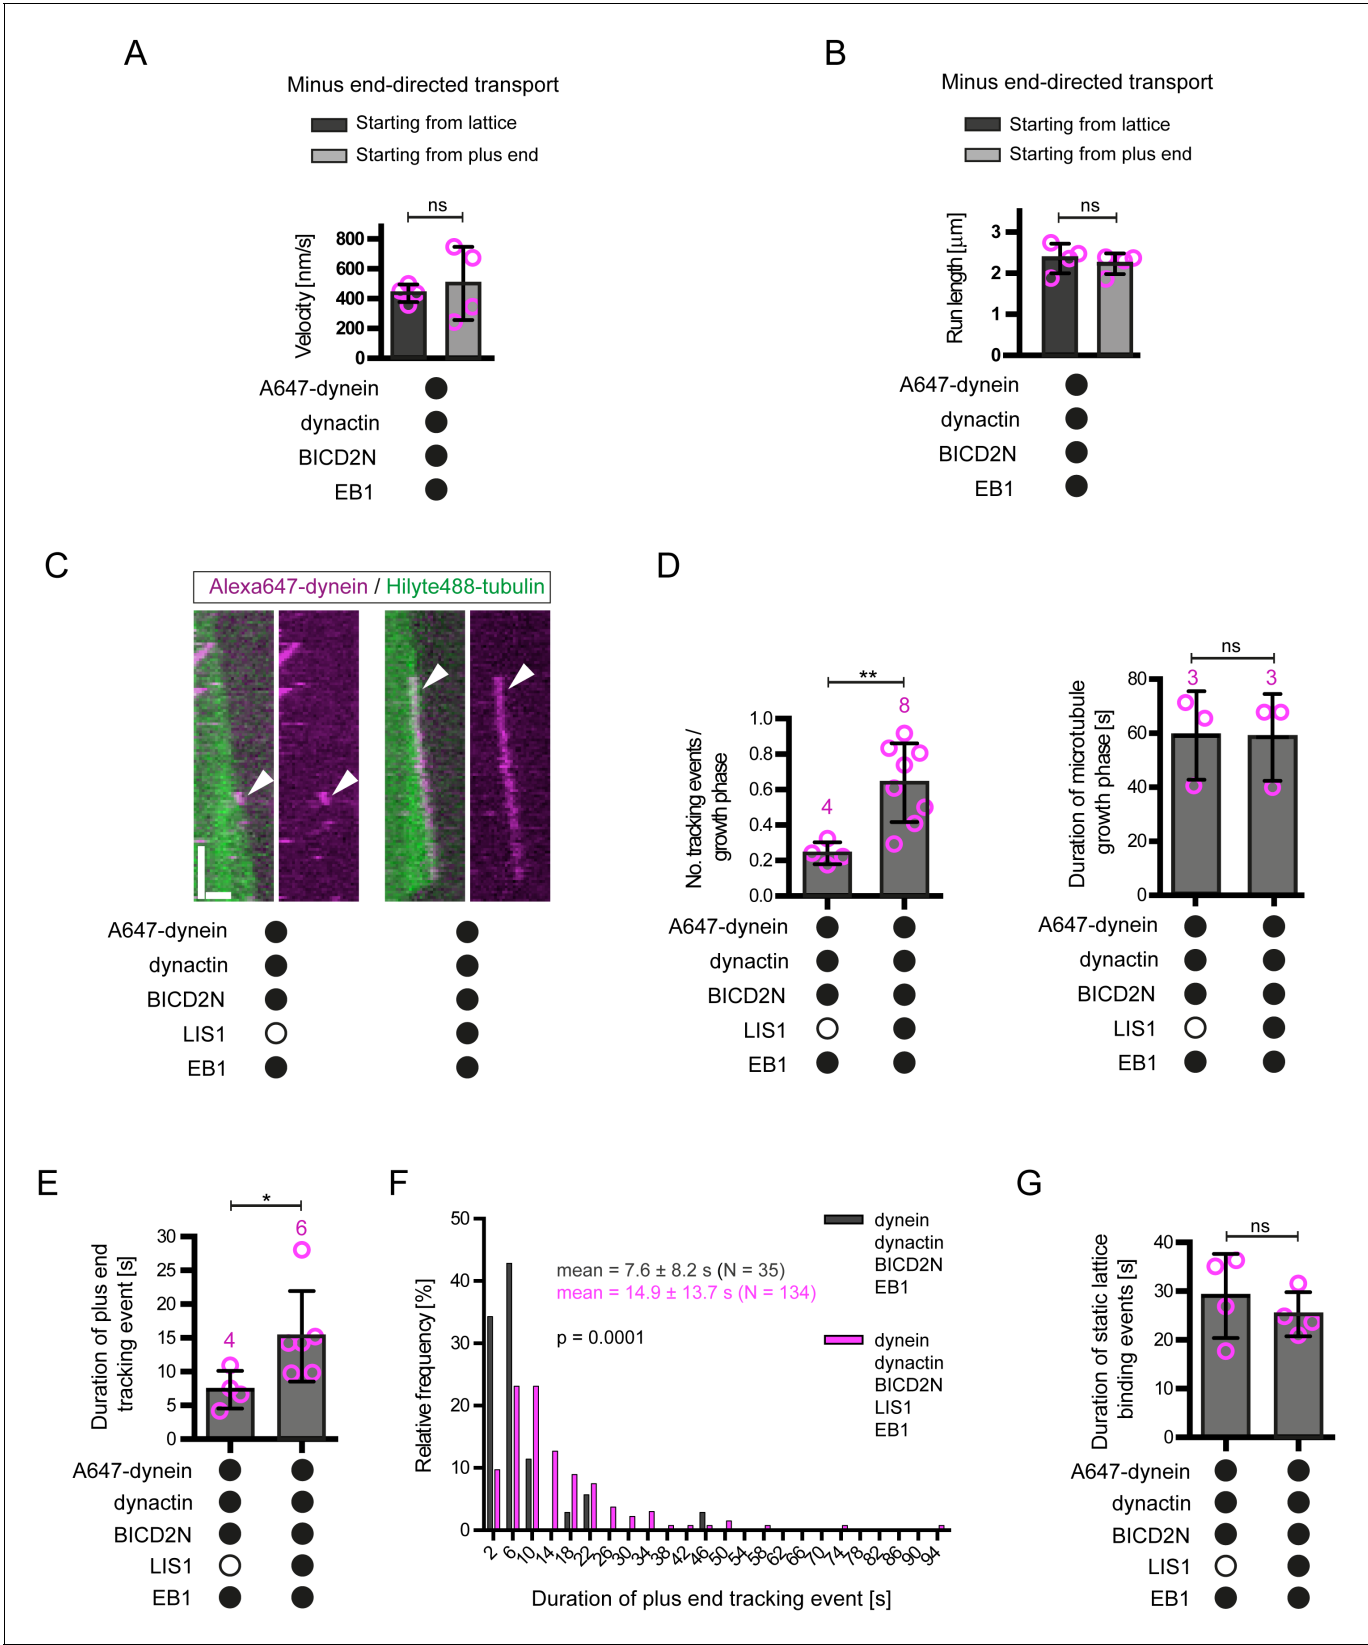 A
Minus end-directed transport
Starting from lattice
Starting from plus end
ns
Velocity [nm/s]
800
600
400
200
0
A647-dynein
dynactin
BICD2N
EB1
B
Minus end-directed transport
Starting from lattice
Starting from plus end
ns
Run length [µm]
3
2
1
0
A647-dynein
dynactin
BICD2N
EB1
C
Alexa647-dynein / Hilyte488-tubulin
A647-dynein
dynactin
BICD2N
LIS1
EB1
D
**
8
4
No. tracking events /
growth phase
1.0
0.8
0.6
0.4
0.2
0.0
A647-dynein
dynactin
BICD2N
LIS1
EB1
ns
3 3
Duration of microtubule
growth phase [s]
80
60
40
20
0
A647-dynein
dynactin
BICD2N
LIS1
EB1
E
*
6
4
Duration of plus end
tracking event [s]
30
25
20
15
10
5
0
A647-dynein
dynactin
BICD2N
LIS1
EB1
F
Relative frequency [%]
50
40
30
20
10
0
mean = 7.6 ± 8.2 s (N = 35)
mean = 14.9 ± 13.7 s (N = 134)
p = 0.0001
dynein
dynactin
BICD2N
EB1
dynein
dynactin
BICD2N
LIS1
EB1
2 6 10 14 18 22 26 30 34 38 42 46 50 54 58 62 66 70 74 78 82 86 90 94
Duration of plus end tracking event [s]
G
ns
Duration of static lattice
binding events [s]
40
30
20
10
0
A647-dynein
dynactin
BICD2N
LIS1
EB1